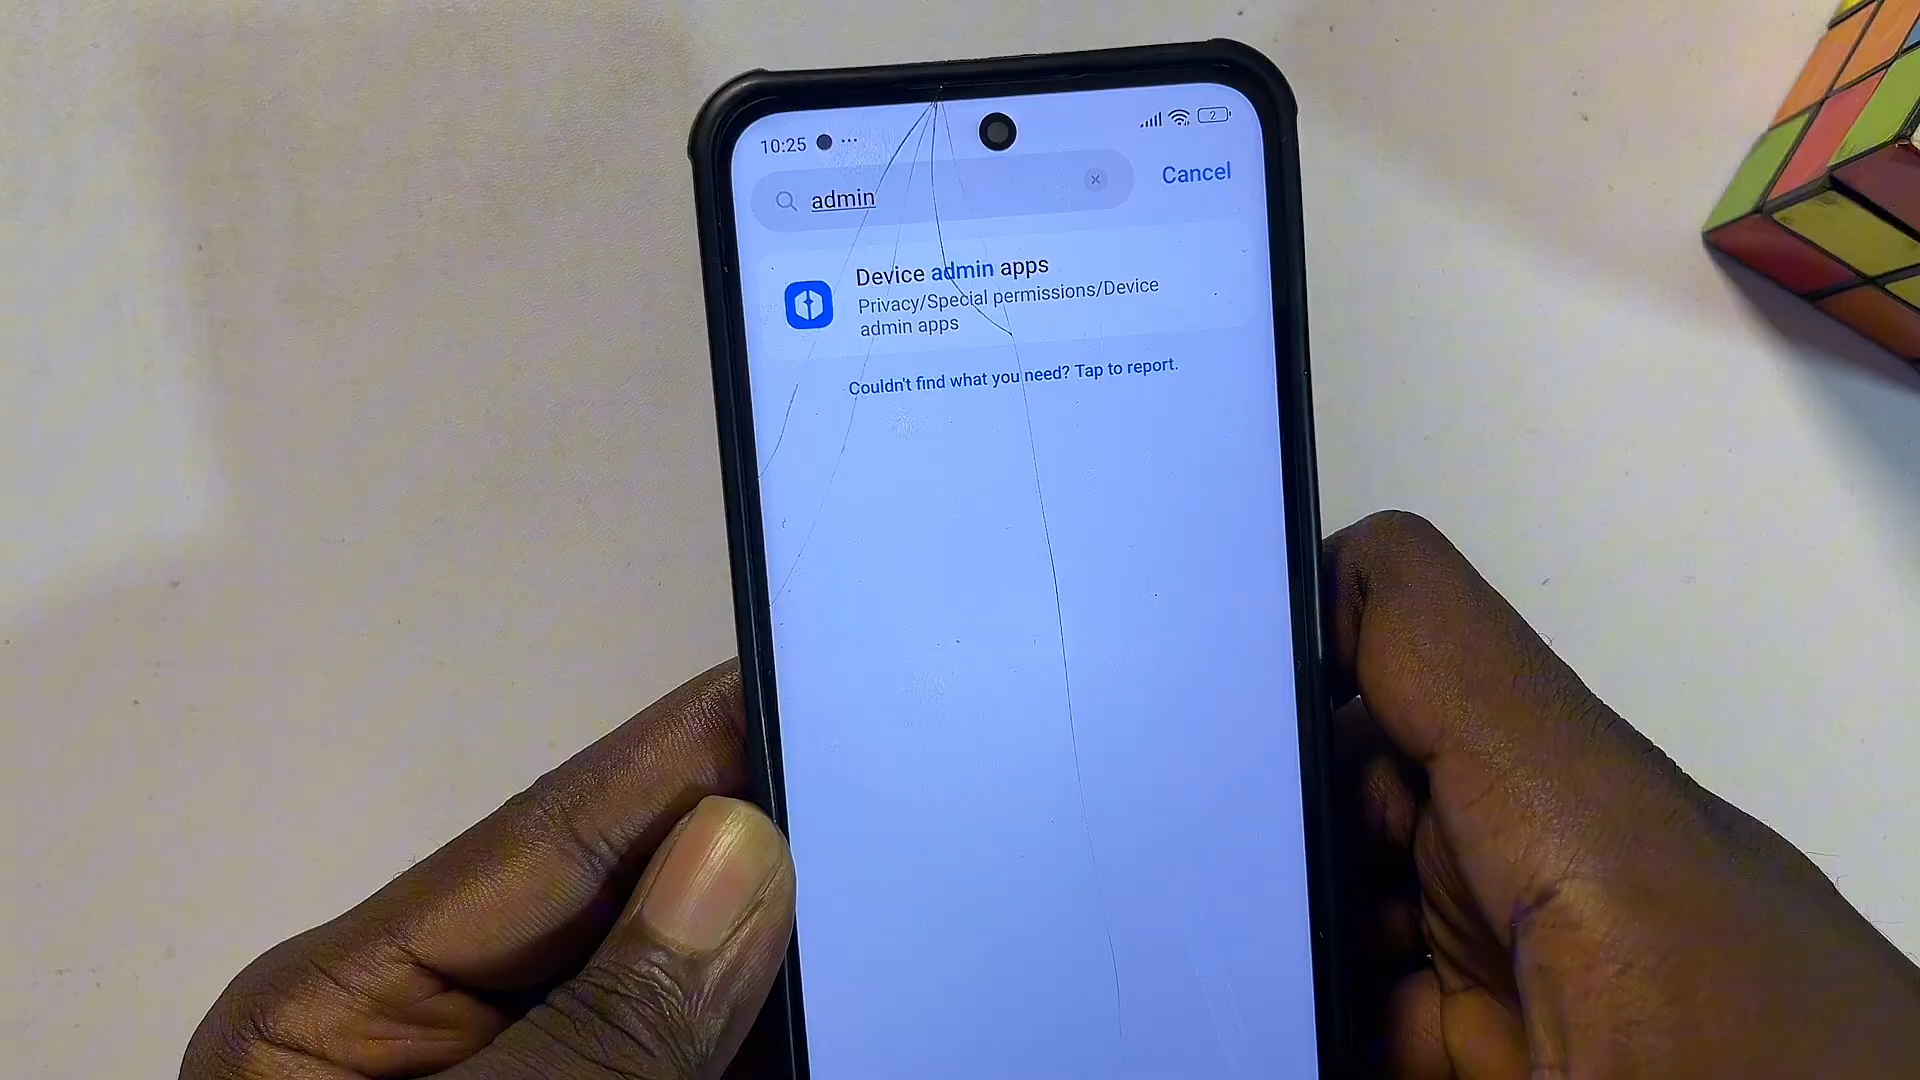 10:25
2
admin
Cancel
Device admin apps
Privacy/Special permissions/Device
admin apps
Couldn't find what you need? Tap to report.